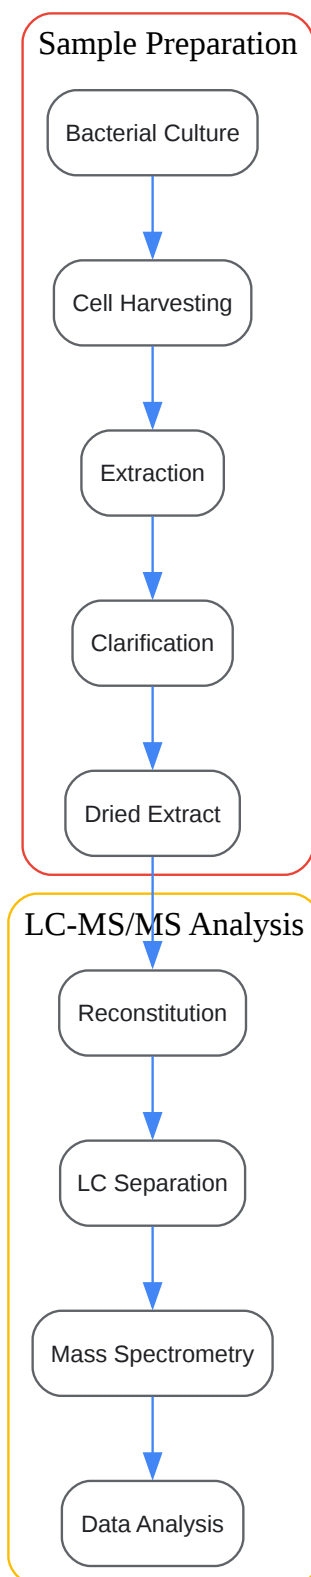 Sample Preparation
Bacterial Culture
Cell Harvesting
Extraction
Clarification
Dried Extract
LC-MS/MS Analysis
Reconstitution
LC Separation
Mass Spectrometry
Data Analysis